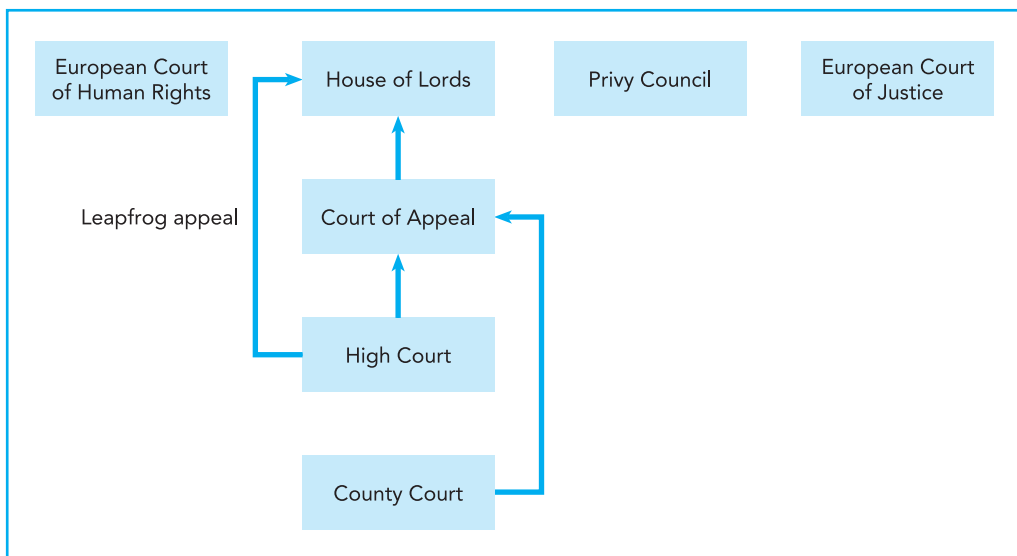 European Court
of Human Rights
House of Lords
Privy Council
European Court
of Justice
Leapfrog appeal
Court of Appeal
High Court
County Court